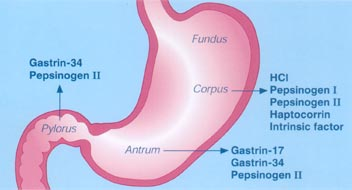 Fundus
Gastrin-34
Pepsinogen II
Corpus
HCl
Pepsinogen I
Pepsinogen II
Haptocorrin
Intrinsic factor
Pylorus
Antrum
Gastrin-17
Gastrin-34
Pepsinogen II